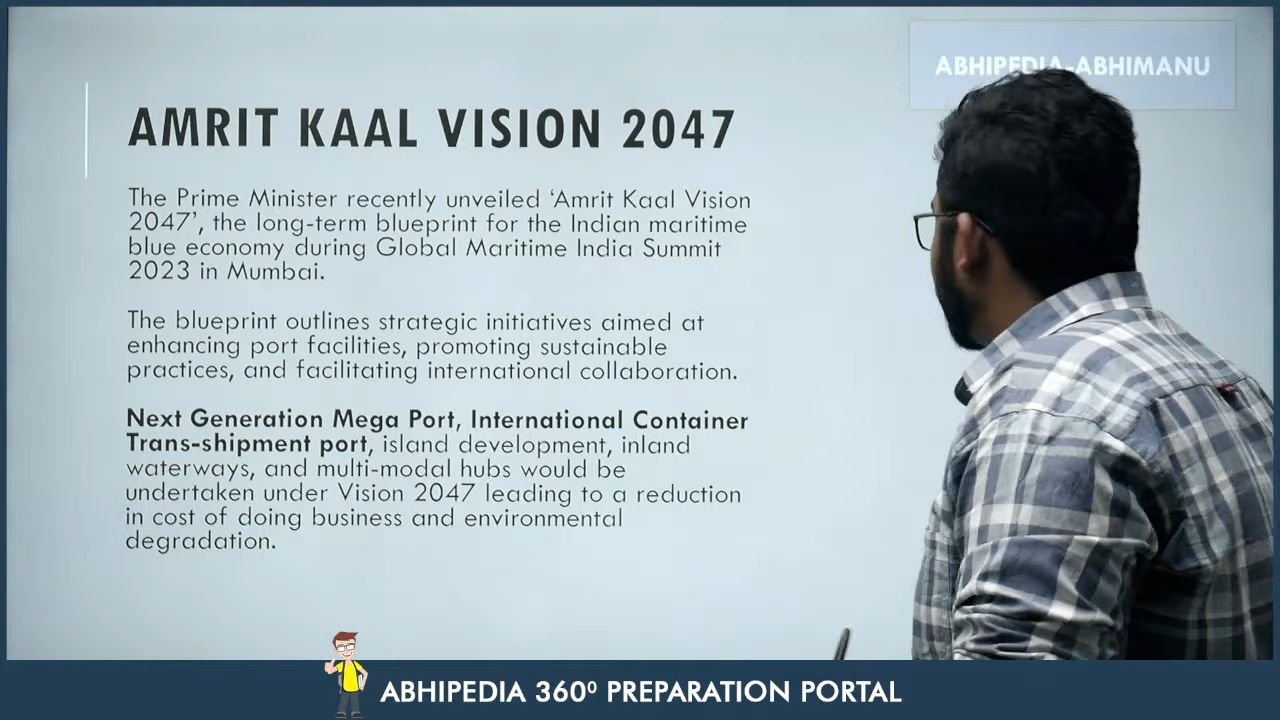 ABHIPEDIA-ABHIMANU
AMRIT KAAL VISION 2047
The Prime Minister recently unveiled ‘Amrit Kaal Vision
2047’, the long-term blueprint for the Indian maritime
blue economy during Global Maritime India Summit
2023 in Mumbai.
The blueprint outlines strategic initiatives aimed at
enhancing port facilities, promoting sustainable
practices, and facilitating international collaboration.
Next Generation Mega Port, International Container
Trans-shipment port, island development, inland
waterways, and multi-modal hubs would be
undertaken under Vision 2047 leading to a reduction
in cost of doing business and environmental
degradation.
ABHIPEDIA 360⁰ PREPARATION PORTAL